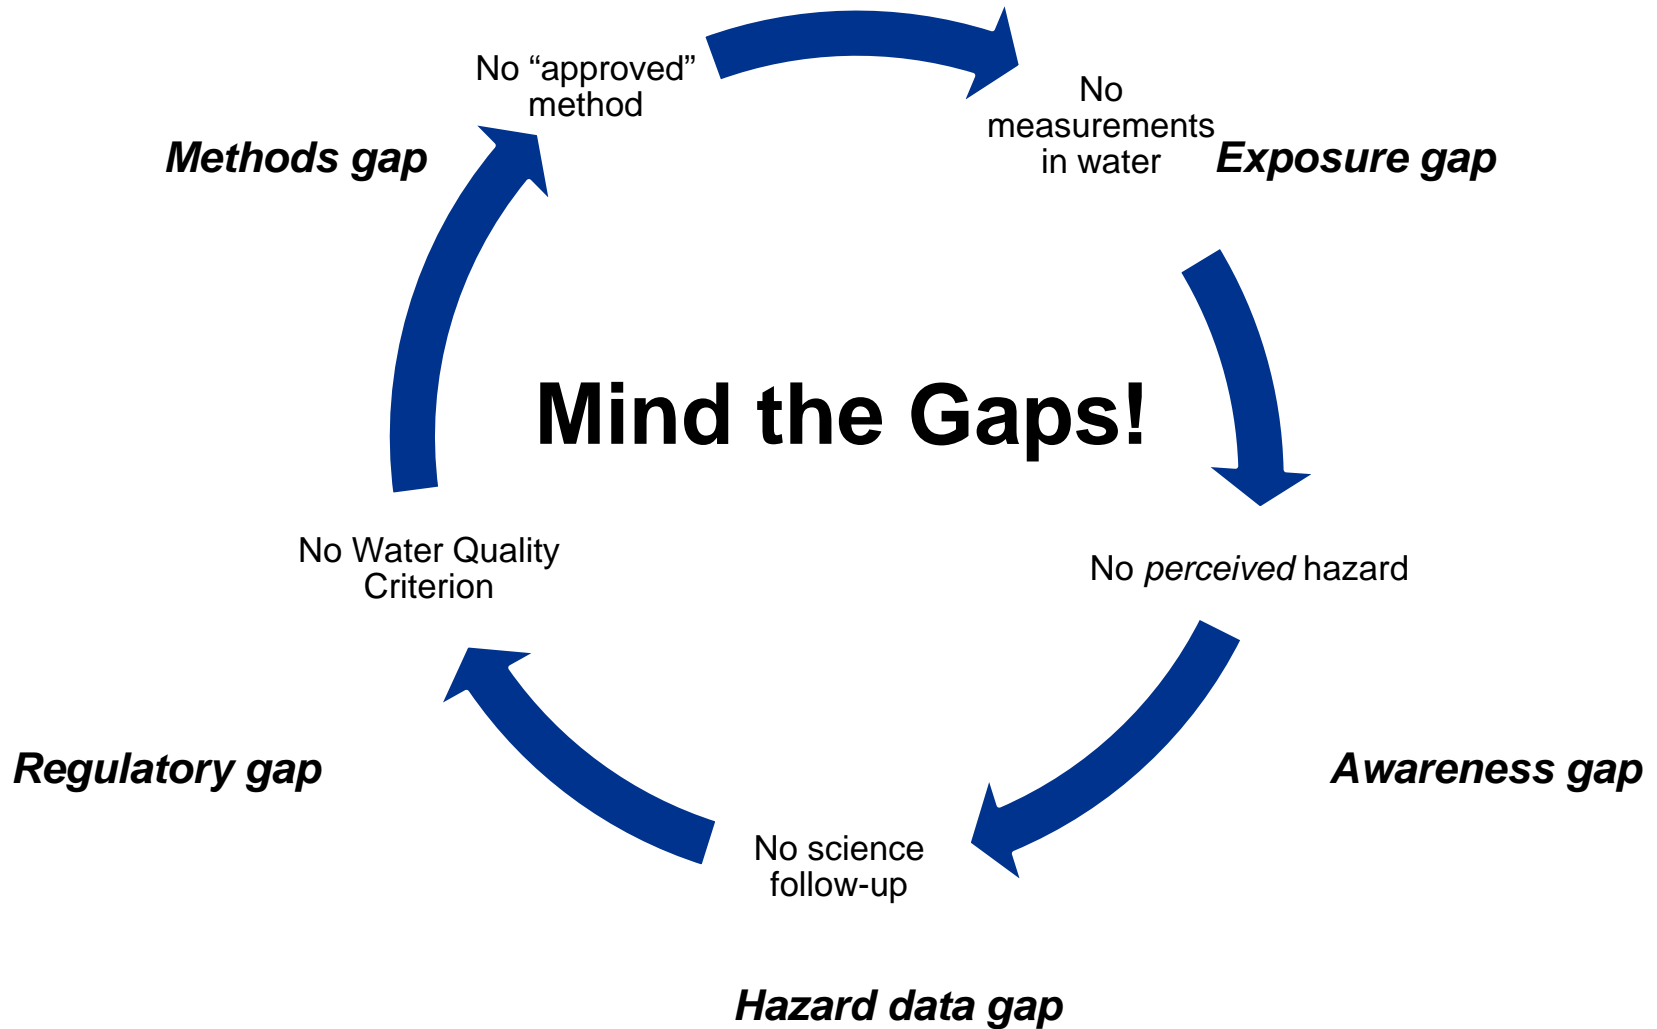 No “approved”
method
Methods gap
No
measurements
in water
Exposure gap
Mind the Gaps!
No Water Quality
Criterion
No perceived hazard
Regulatory gap
Awareness gap
No science
follow-up
Hazard data gap